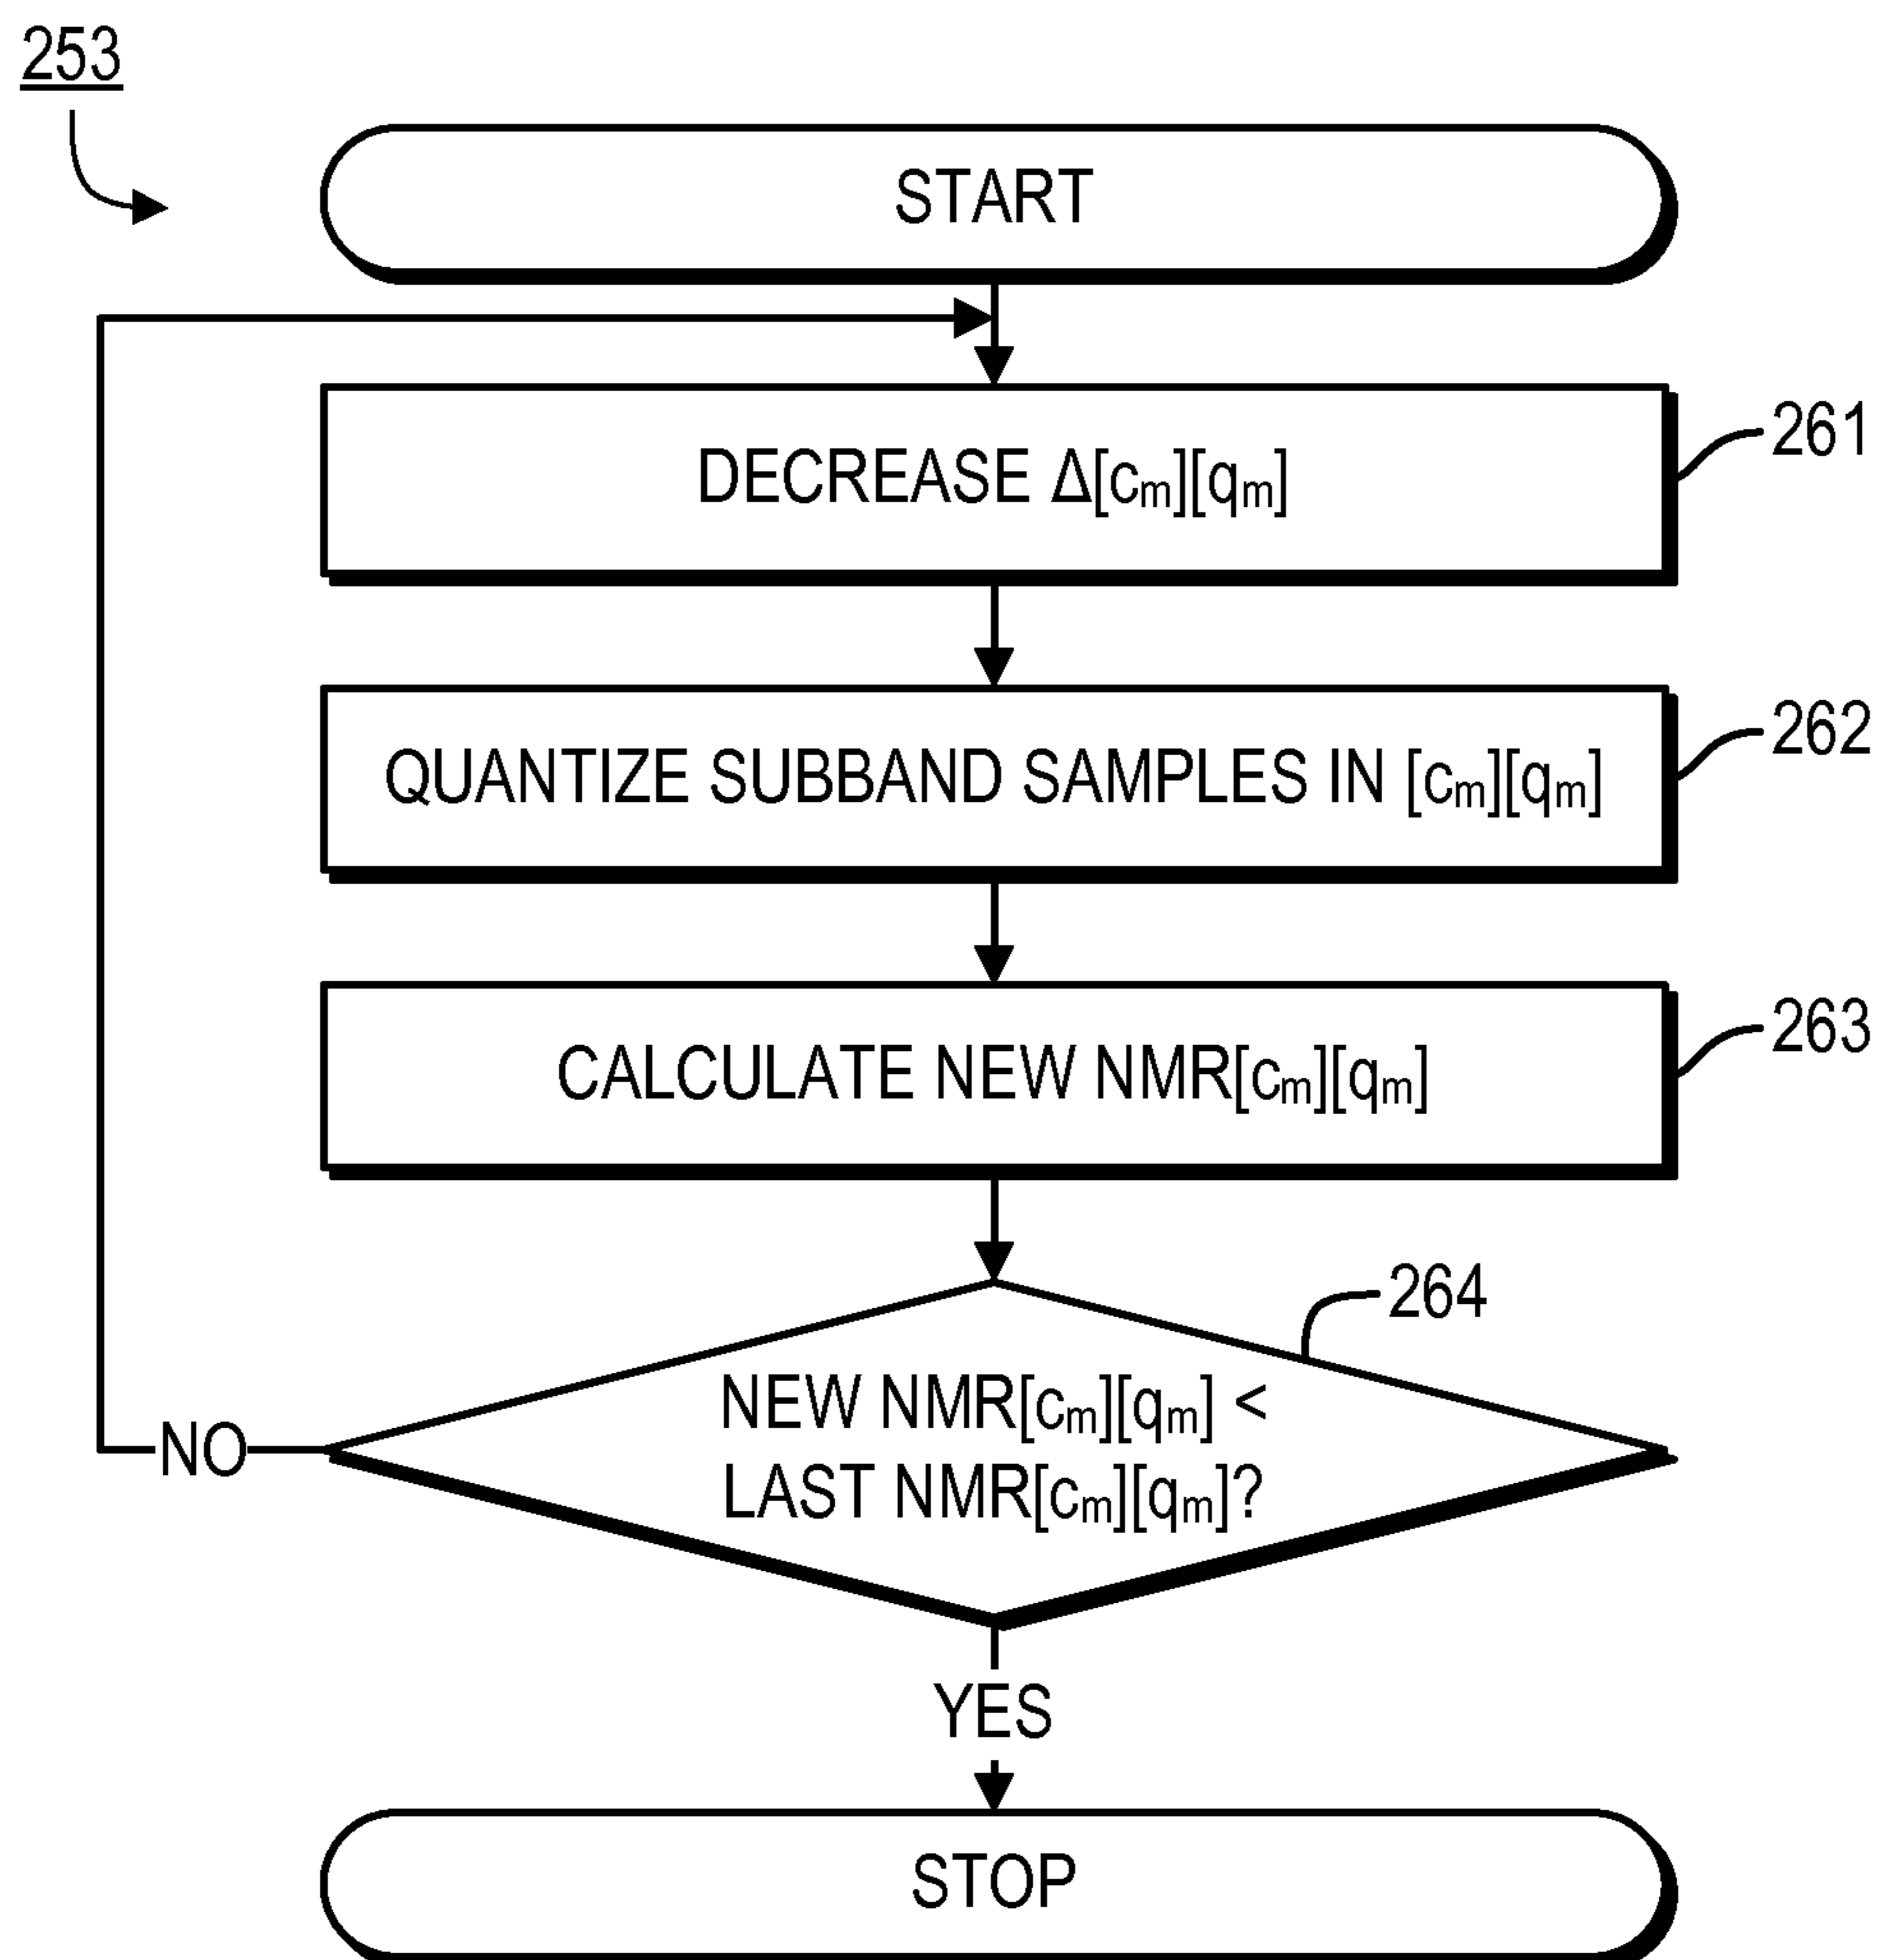 253
START
DECREASE Δ[cm][qm]
261
QUANTIZE SUBBAND SAMPLES IN [cm][qm]
262
CALCULATE NEW NMR[cm][qm]
263
264
NEW NMR[cm][qm] <
LAST NMR[cm][qm]?
NO
YES
STOP